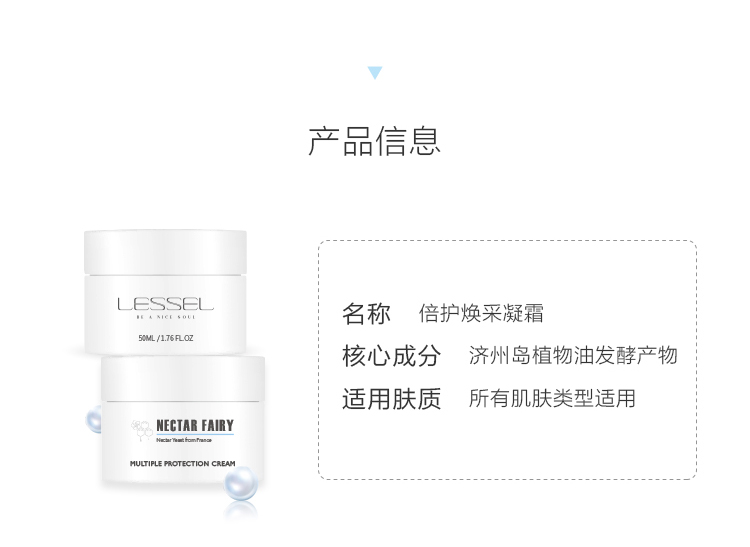 产品信息
LESSEL
BE A NICE SOUL
50ML / 1.76 FL.OZ
NECTAR FAIRY
Nectar Yeast from France
MULTIPLE PROTECTION CREAM
名称 倍护焕采凝霜
核心成分 济州岛植物油发酵产物
适用肤质 所有肌肤类型适用